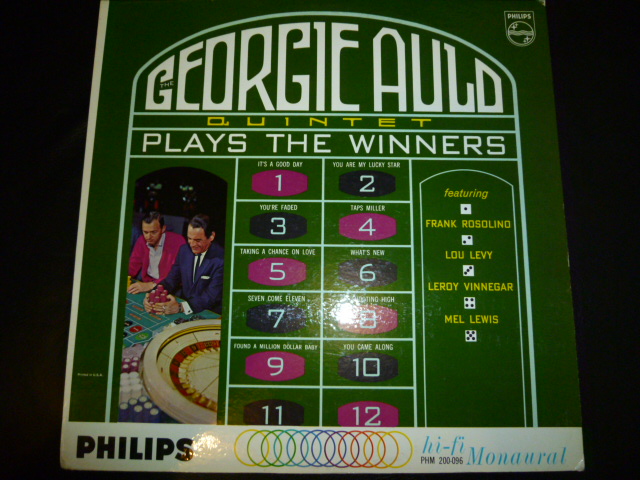 PHILIPS
THE GEORGIE AULD
QUINTET
PLAYS THE WINNERS
IT'S A GOOD DAY
1
YOU ARE MY LUCKY STAR
2
YOU'RE FADED
3
TAPS MILLER
4
TAKING A CHANCE ON LOVE
5
WHAT'S NEW
6
SEVEN COME ELEVEN
7
HIGH
8
FOUND A MILLION DOLLAR BABY
9
YOU CAME ALONG
10
11
12
featuring
FRANK ROSOLINO
LOU LEVY
LEROY VINNEGAR
MEL LEWIS
PHILIPS
hi-fi
PHM 200-096 Monaural